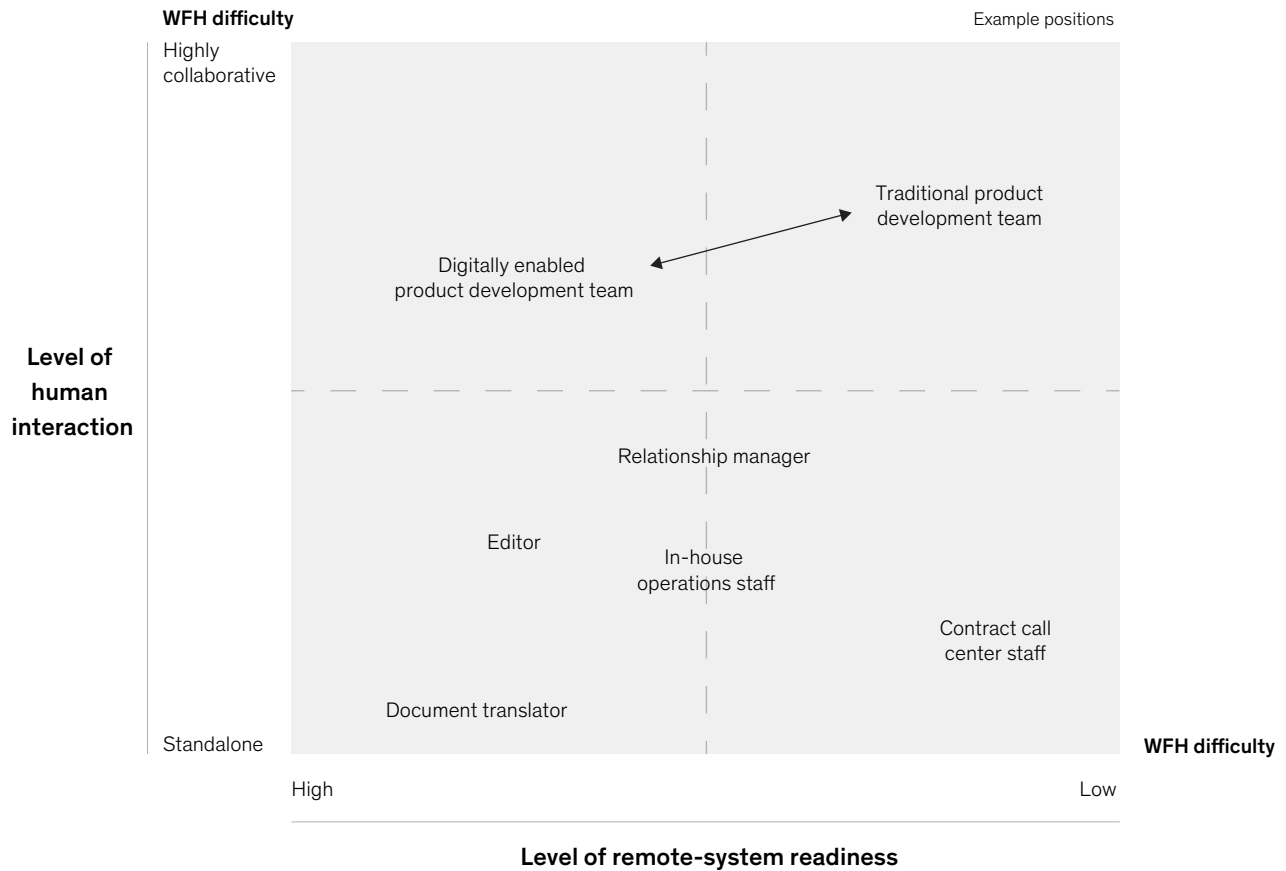 WFH difficulty
Example positions
Highly
collaborative
Traditional product
development team
Digitally enabled
product development team
Level of
human
interaction
Relationship manager
Editor
In-house
operations staff
Contract call
center staff
Document translator
Standalone
WFH difficulty
High
Low
Level of remote-system readiness